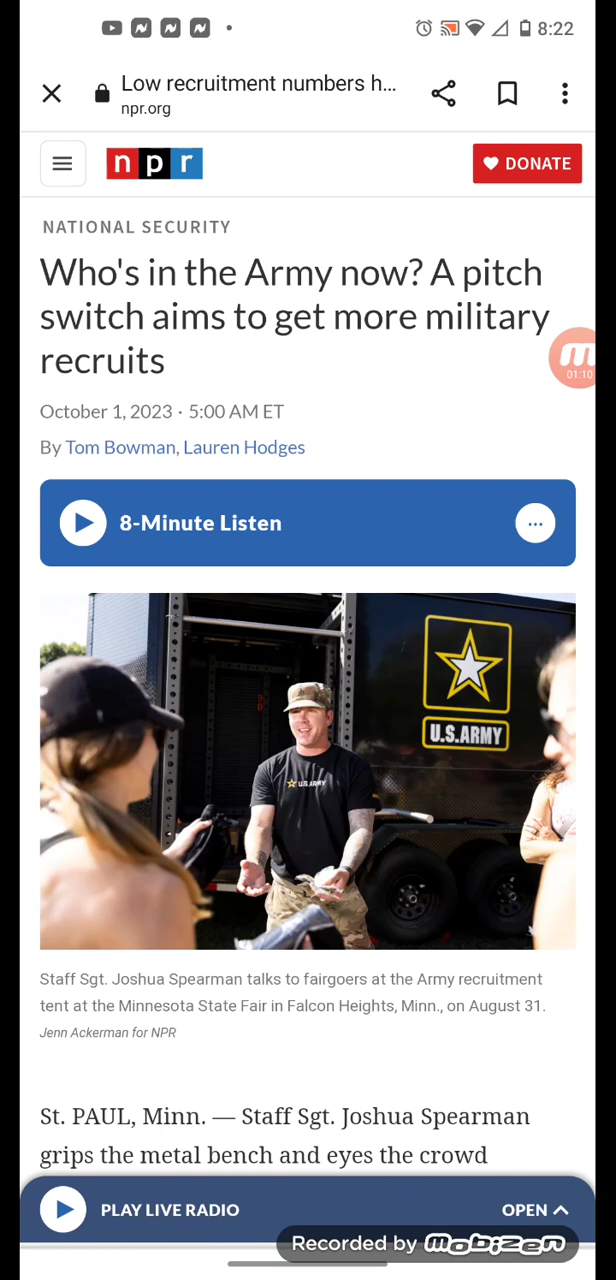 8:22
Low recruitment numbers h...
npr.org
npr
DONATE
NATIONAL SECURITY
Who's in the Army now? A pitch
switch aims to get more military
recruits
01:10
October 1, 2023 · 5:00 AM ET
By Tom Bowman, Lauren Hodges
8-Minute Listen
U.S.ARMY
U.S.ARMY
Staff Sgt. Joshua Spearman talks to fairgoers at the Army recruitment
tent at the Minnesota State Fair in Falcon Heights, Minn., on August 31.
Jenn Ackerman for NPR
St. PAUL, Minn. — Staff Sgt. Joshua Spearman
grips the metal bench and eyes the crowd
PLAY LIVE RADIO
OPEN
Recorded by mobizen